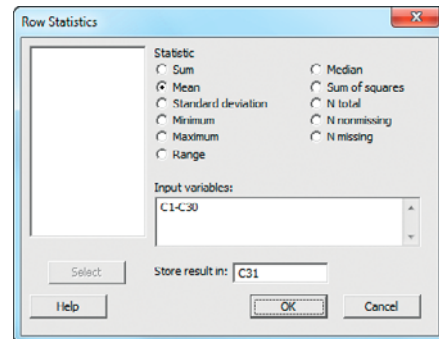 Row Statistics
Statistic
Sum
Mean
Standard deviation
Minimum
Maximum
Range
Median
Sum of squares
N total
N nonmissing
N missing
Input variables:
C1-C30
Select
Store result in: C31
Help
OK
Cancel